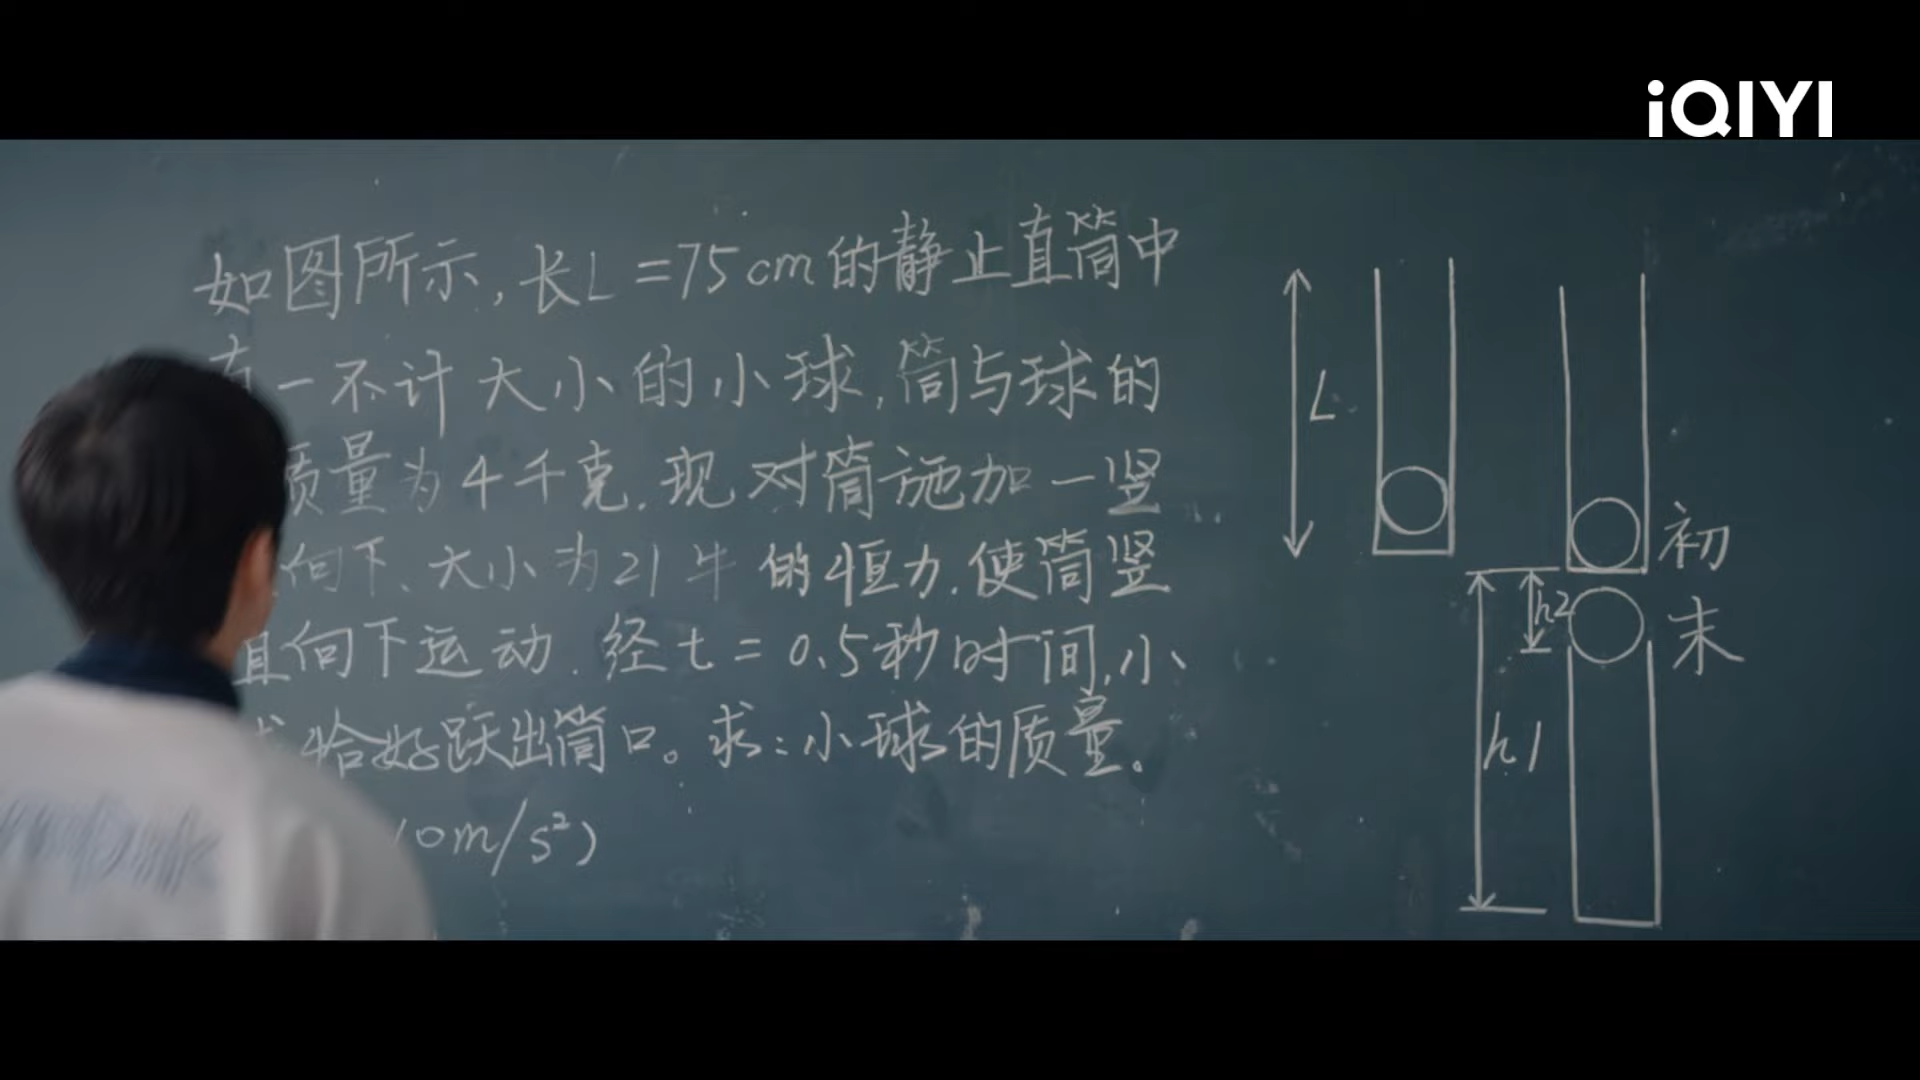 iQIYI
如图所示,长L=75cm的静止直筒中
有一不计大小的小球,筒与球的
质量为4千克.现对筒施加一竖
向下、大小为21牛的恒力.使筒竖
直向下运动.经t=0.5秒时间,小
球恰好跃出筒口。求:小球的质量。
10m/s²)
L
初
h2
末
h1